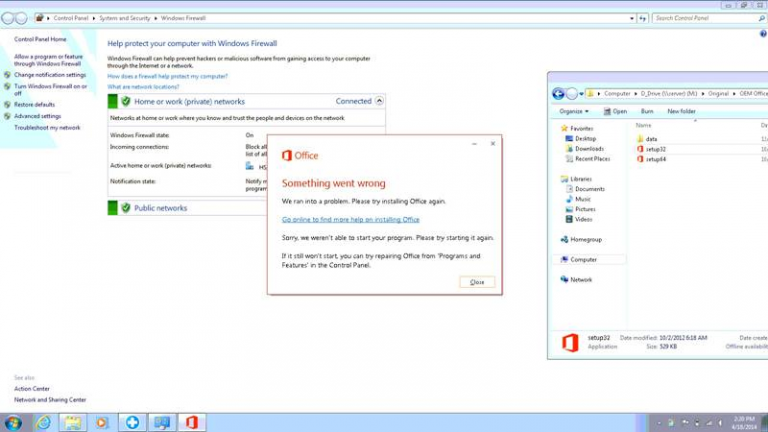 Control Panel
System and Security
Windows Firewall
Search Control Panel
Control Panel Home
Allow a program or feature
through Windows Firewall
Change notification settings
Turn Windows Firewall on or
off
Restore defaults
Advanced settings
Troubleshoot my network
Help protect your computer with Windows Firewall
Windows Firewall can help prevent hackers or malicious software from gaining access to your computer
through the Internet or a network.
How does a firewall help protect my computer?
What are network locations?
Home or work (private) networks
Connected
Networks at home or work where you know and trust the people and devices on the network
Windows Firewall state:
On
Incoming connections:
Block all
list of all
Active home or work (private) networks:
HS
Notification state:
Notify m
program
Public networks
See also
Action Center
Network and Sharing Center
Office
Something went wrong
We ran into a problem. Please try installing Office again.
Go online to find more help on installing Office
Sorry, we weren't able to start your program. Please try starting it again.
If it still won't start, you can try repairing Office from 'Programs and
Features' in the Control Panel.
Close
Computer
D_Drive (\\server) (M:)
Original
OEM Office
Organize
Open
Burn
New folder
Favorites
Desktop
Downloads
Recent Places
Libraries
Documents
Music
Pictures
Videos
Homegroup
Computer
Network
Name
Da
data
setup32
setup64
setup32
Date modified: 10/2/2012 6:18 AM
Date create
Application
Size: 529 KB
Offline availabilit
2:35 PM
4/18/2014